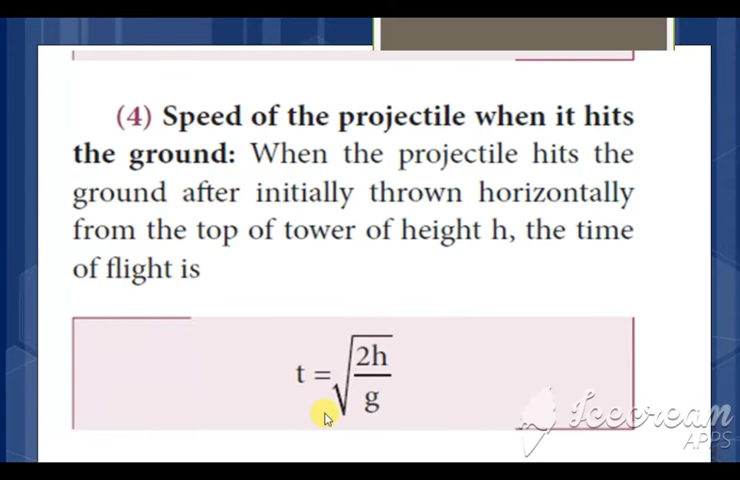 (4) Speed of the projectile when it hits
the ground: When the projectile hits the
ground after initially thrown horizontally
from the top of tower of height h, the time
of flight is
t = √2h/g
Icecream
APPS